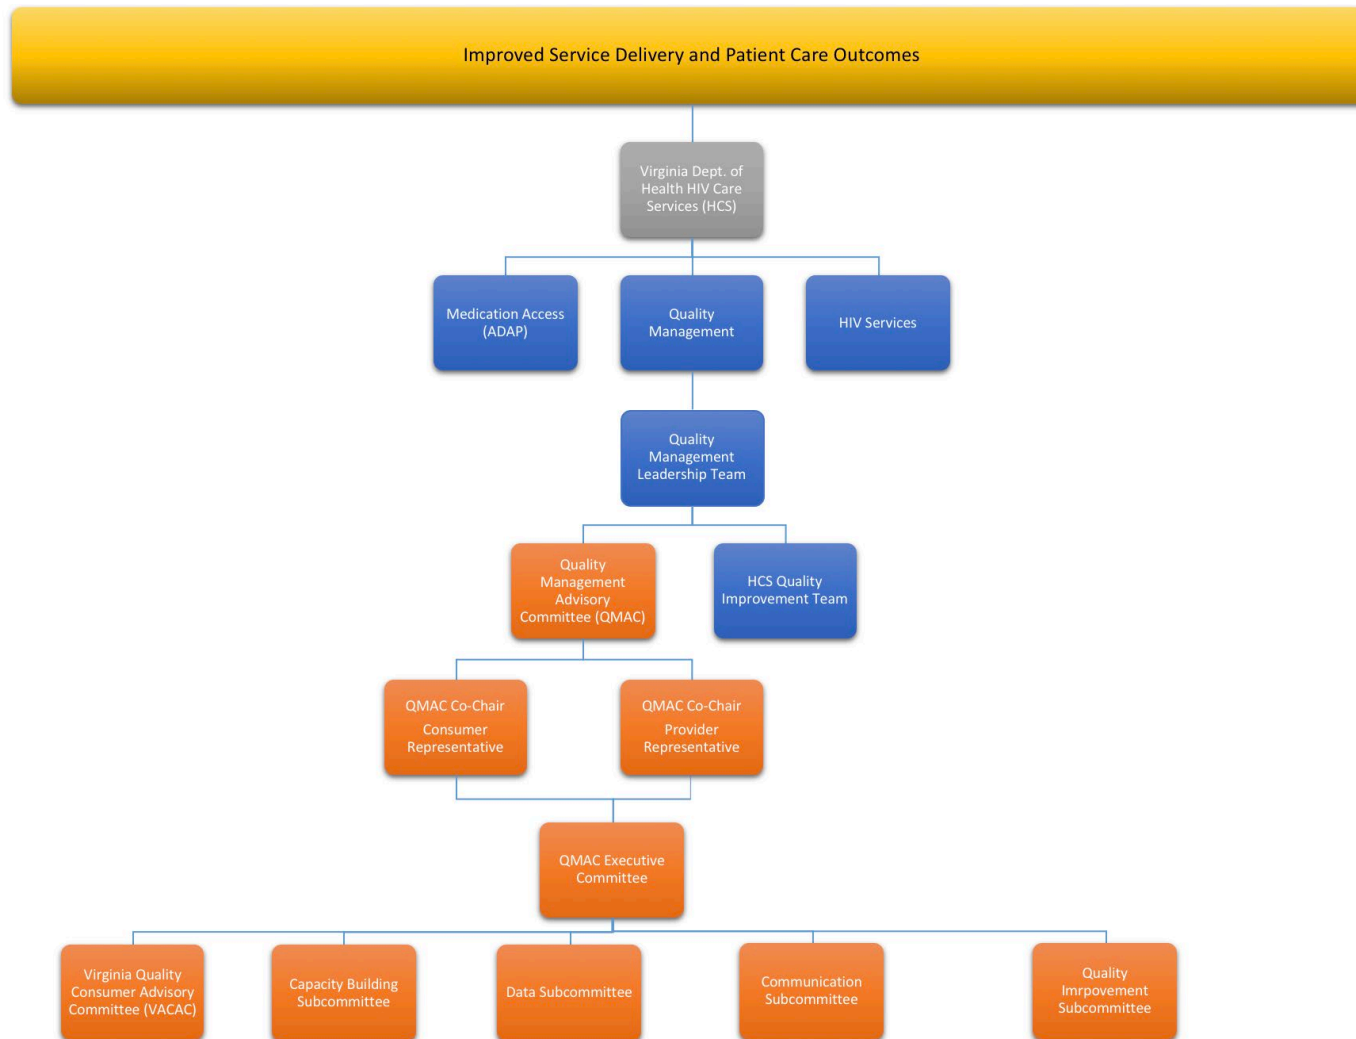 Improved Service Delivery and Patient Care Outcomes
Virginia Dept. of
Health HIV Care
Services (HCS)
Medication Access
(ADAP)
Quality
Management
HIV Services
Quality
Management
Leadership Team
Quality
Management
Advisory
Committee (QMAC)
HCS Quality
Improvement Team
QMAC Co-Chair
Consumer
Representative
QMAC Co-Chair
Provider
Representative
QMAC Executive
Committee
Virginia Quality
Consumer Advisory
Committee (VACAC)
Capacity Building
Subcommittee
Data Subcommittee
Communication
Subcommittee
Quality
Imrpovement
Subcommittee